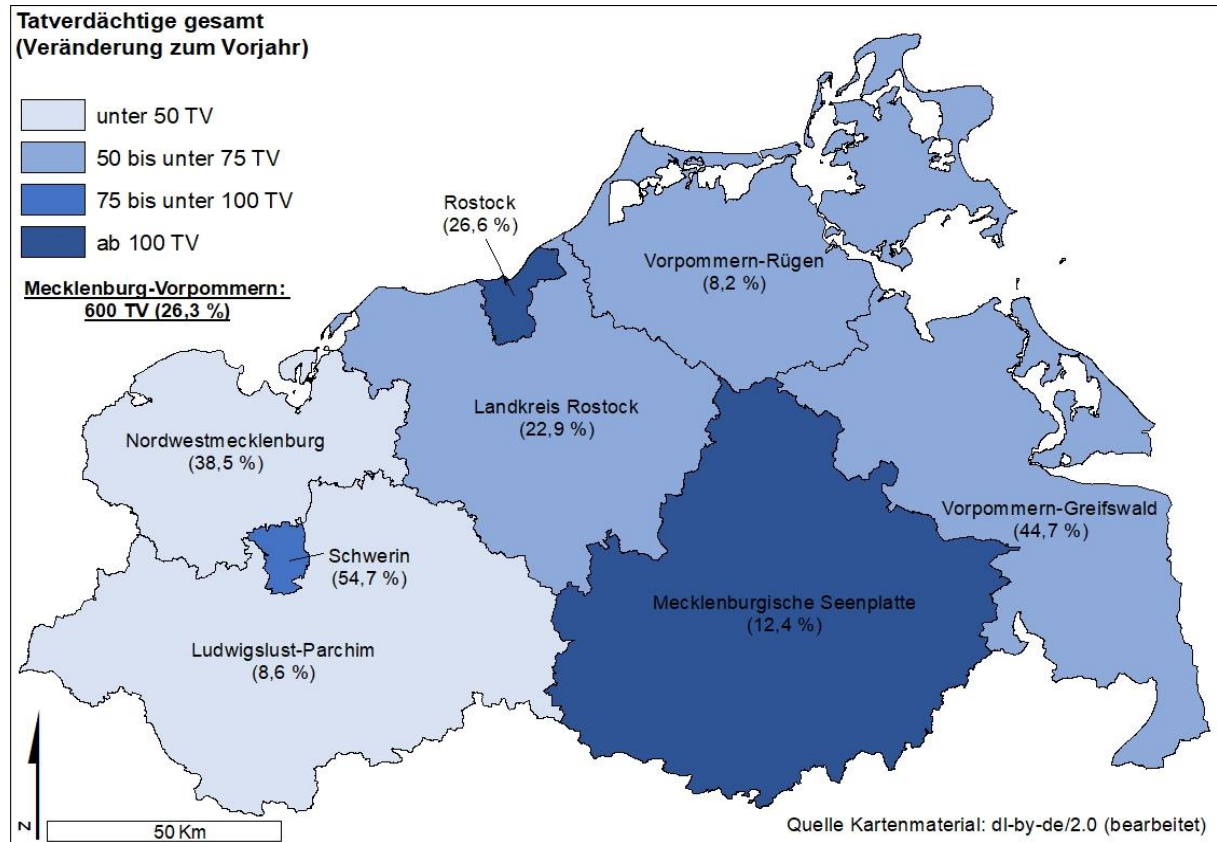 Tatverdächtige gesamt
(Veränderung zum Vorjahr)
unter 50 TV
50 bis unter 75 TV
75 bis unter 100 TV
ab 100 TV
Mecklenburg-Vorpommern:
600 TV (26,3 %)
Rostock
(26,6 %)
Vorpommern-Rügen
(8,2 %)
Landkreis Rostock
(22,9 %)
Nordwestmecklenburg
(38,5 %)
Vorpommern-Greifswald
(44,7 %)
Schwerin
(54,7 %)
Mecklenburgische Seenplatte
(12,4 %)
Ludwigslust-Parchim
(8,6 %)
N
50 Km
Quelle Kartenmaterial: dl-by-de/2.0 (bearbeitet)